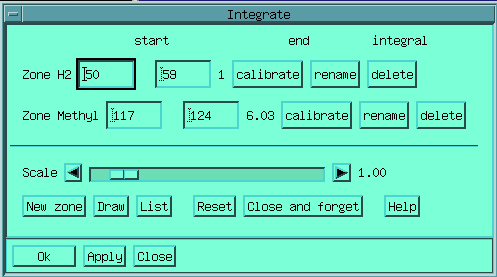 Integrate
start end integral
Zone H2 50 59 1 calibrate rename delete
Zone Methyl 117 124 6.03 calibrate rename delete
Scale 1.00
New zone Draw List Reset Close and forget Help
Ok Apply Close